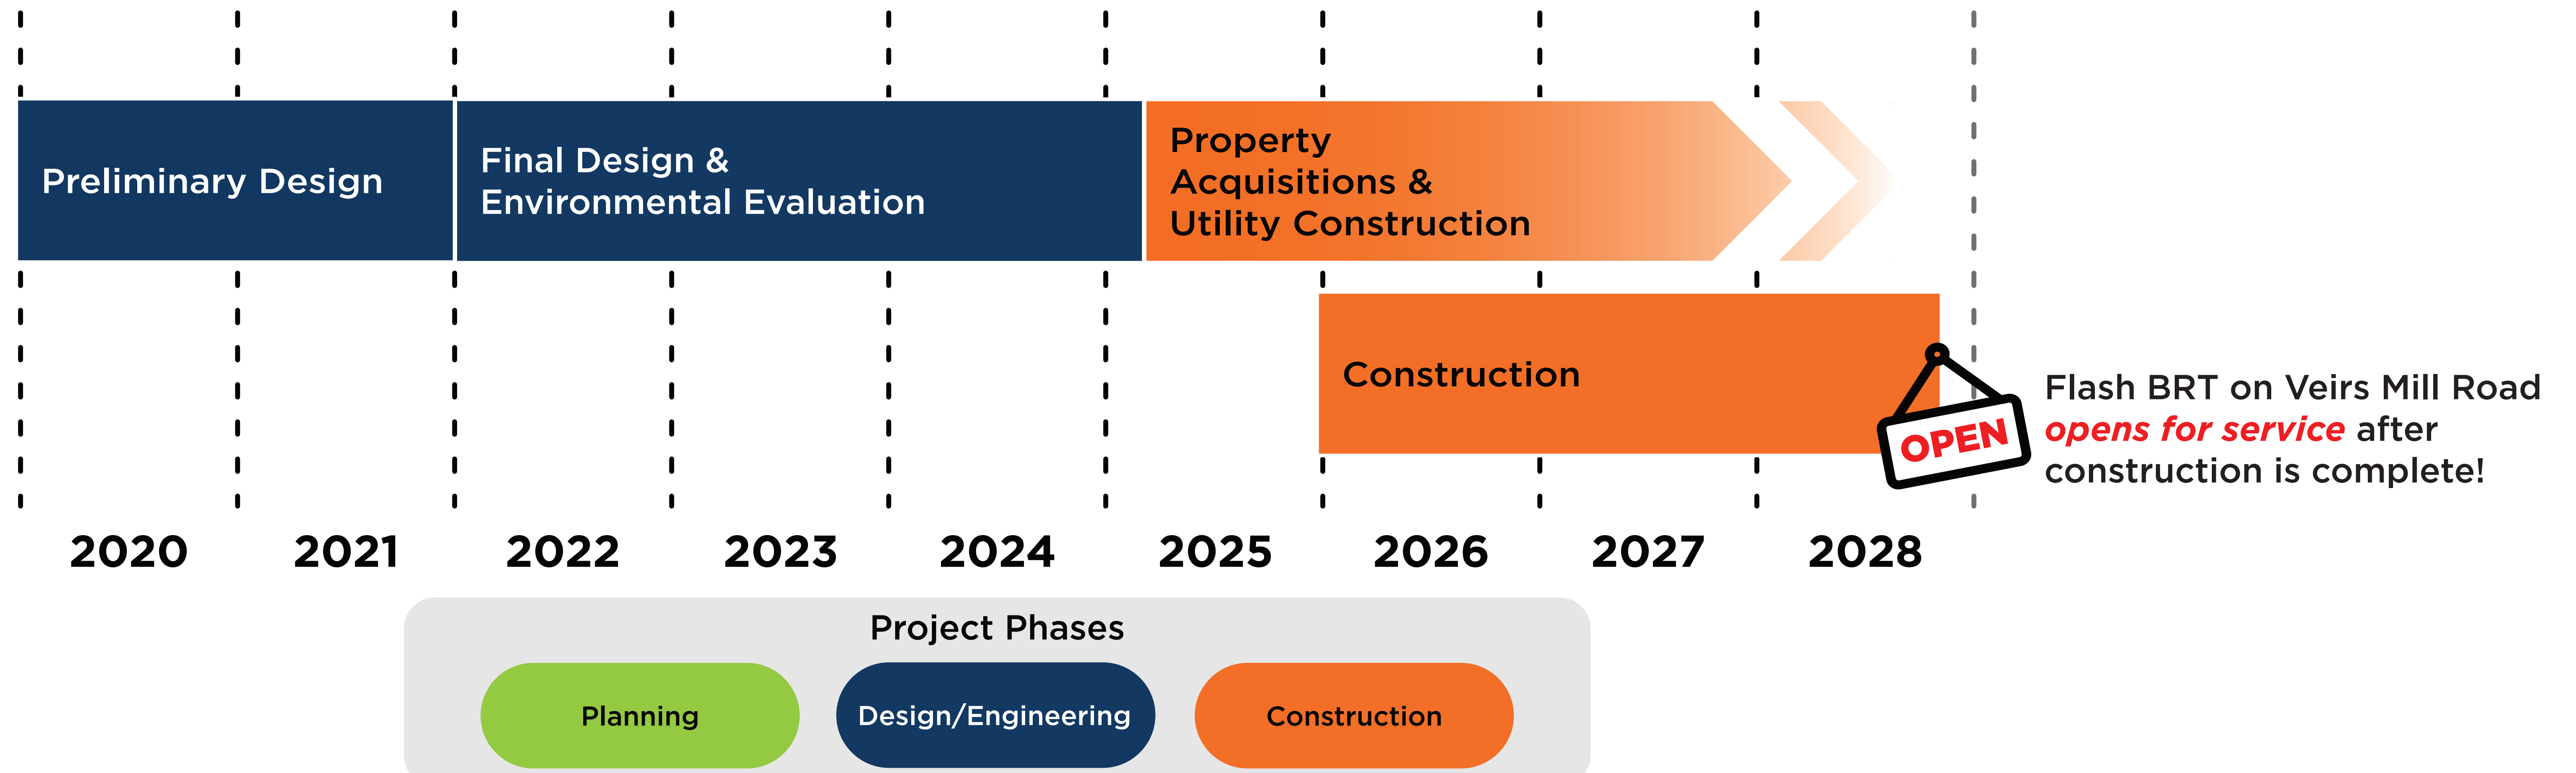 Preliminary Design
Final Design &
Environmental Evaluation
Property
Acquisitions &
Utility Construction
Construction
OPEN
Flash BRT on Veirs Mill Road
opens for service after
construction is complete!
2020 2021 2022 2023 2024 2025 2026 2027 2028
Project Phases
Planning Design/Engineering Construction